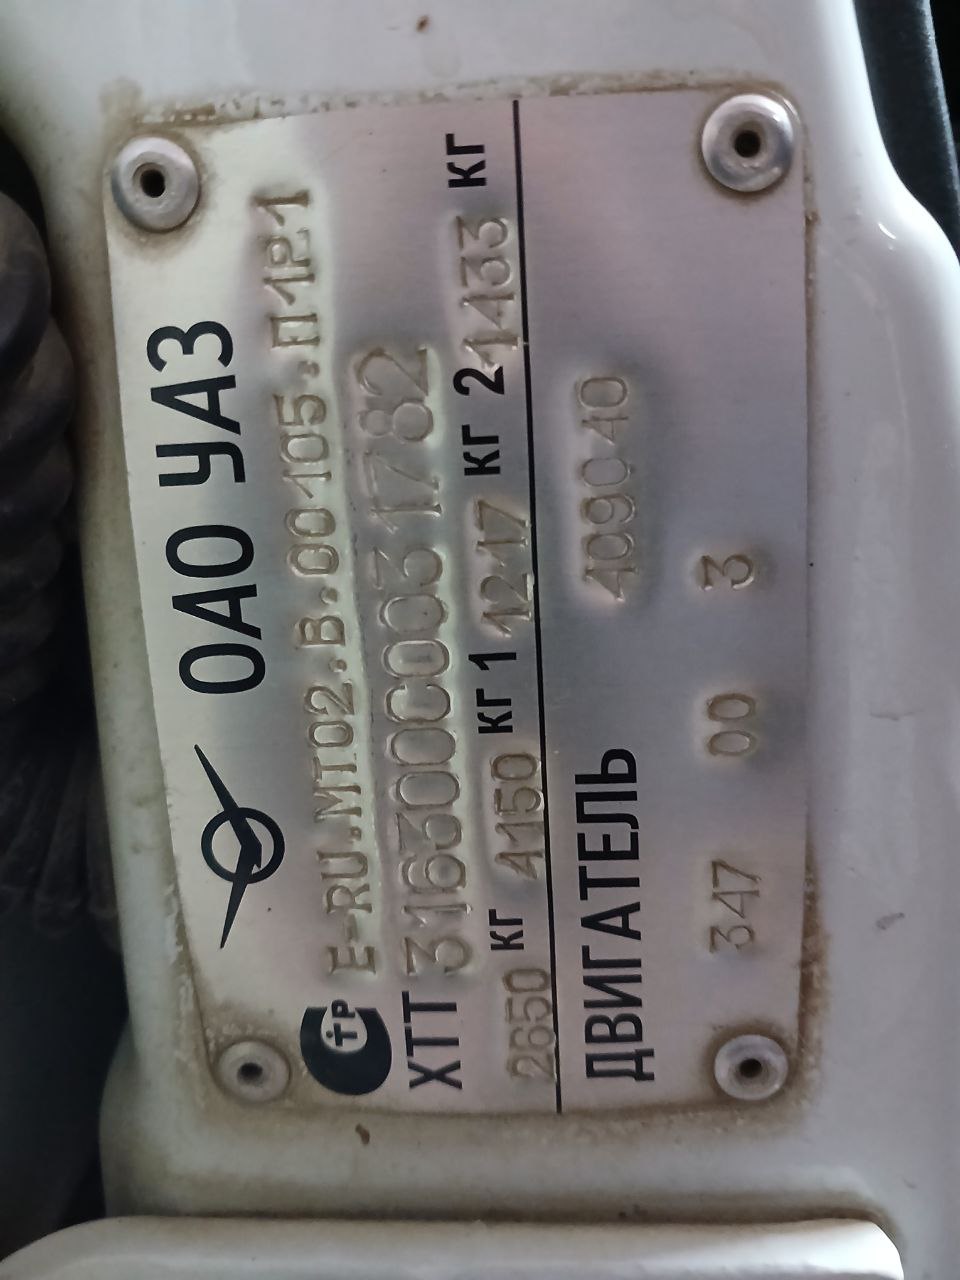 ОАО УАЗ
E-RU.MT02.B.00105.П1Р1
ХТТ 316300C0031782
2650 кг 4150 кг 1 1217 кг 2 1433 кг
ДВИГАТЕЛЬ 409040
347 00 3